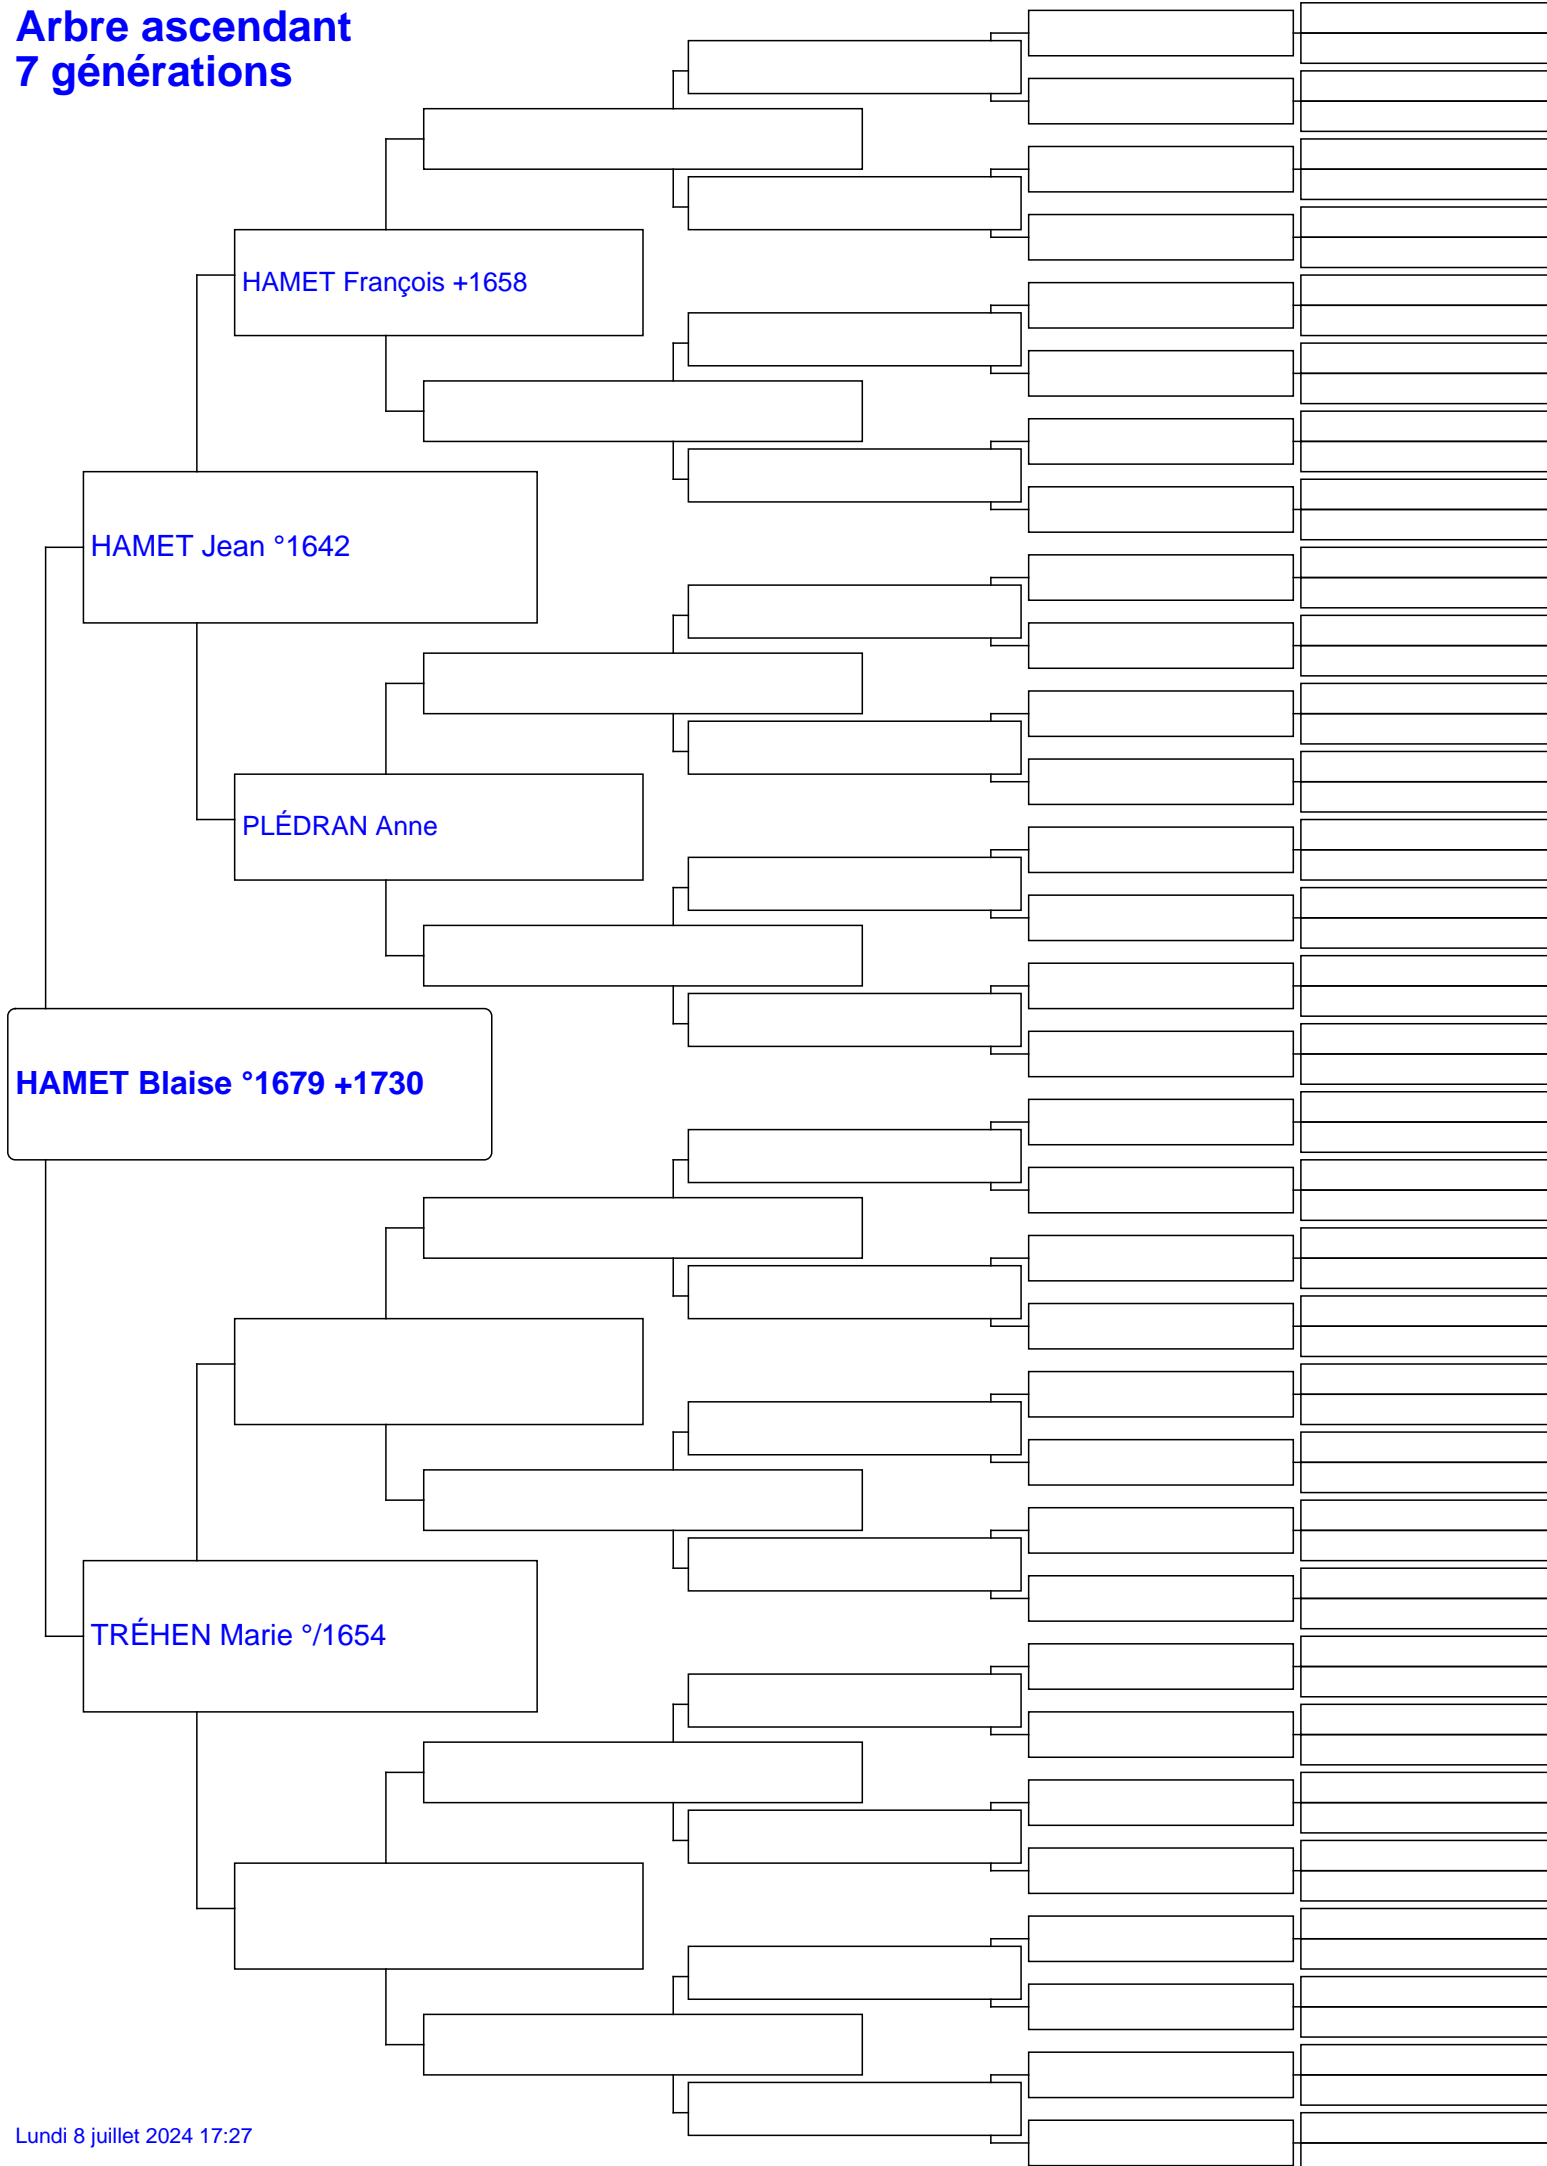 Arbre ascendant
7 générations
HAMET François +1658
HAMET Jean °1642
PLÉDRAN Anne
HAMET Blaise °1679 +1730
TRÉHEN Marie °/1654
Lundi 8 juillet 2024 17:27